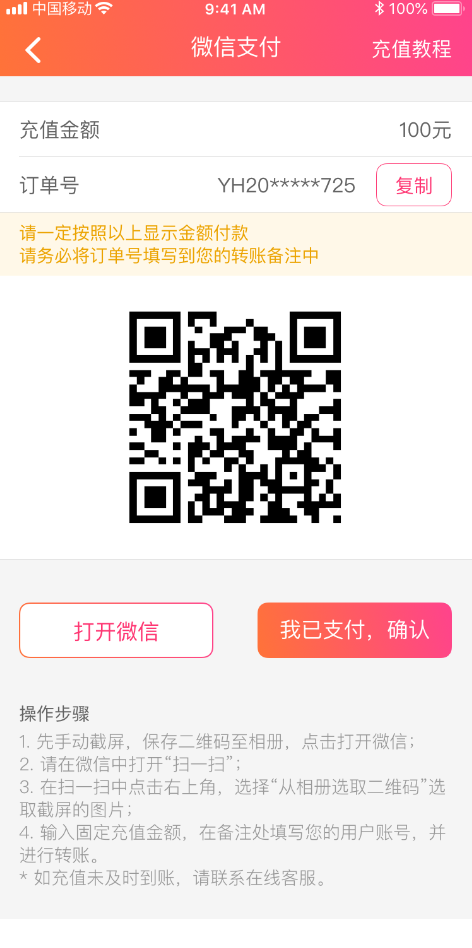 中国移动 9:41 AM 100%
微信支付 充值教程
充值金额 100元
订单号 YH20*****725 复制
请一定按照以上显示金额付款
请务必将订单号填写到您的转账备注中
打开微信 我已支付，确认
操作步骤
1. 先手动截屏，保存二维码至相册，点击打开微信；
2. 请在微信中打开“扫一扫”；
3. 在扫一扫中点击右上角，选择“从相册选取二维码”选
取截屏的图片；
4. 输入固定充值金额，在备注处填写您的用户账号，并
进行转账。
* 如充值未及时到账，请联系在线客服。